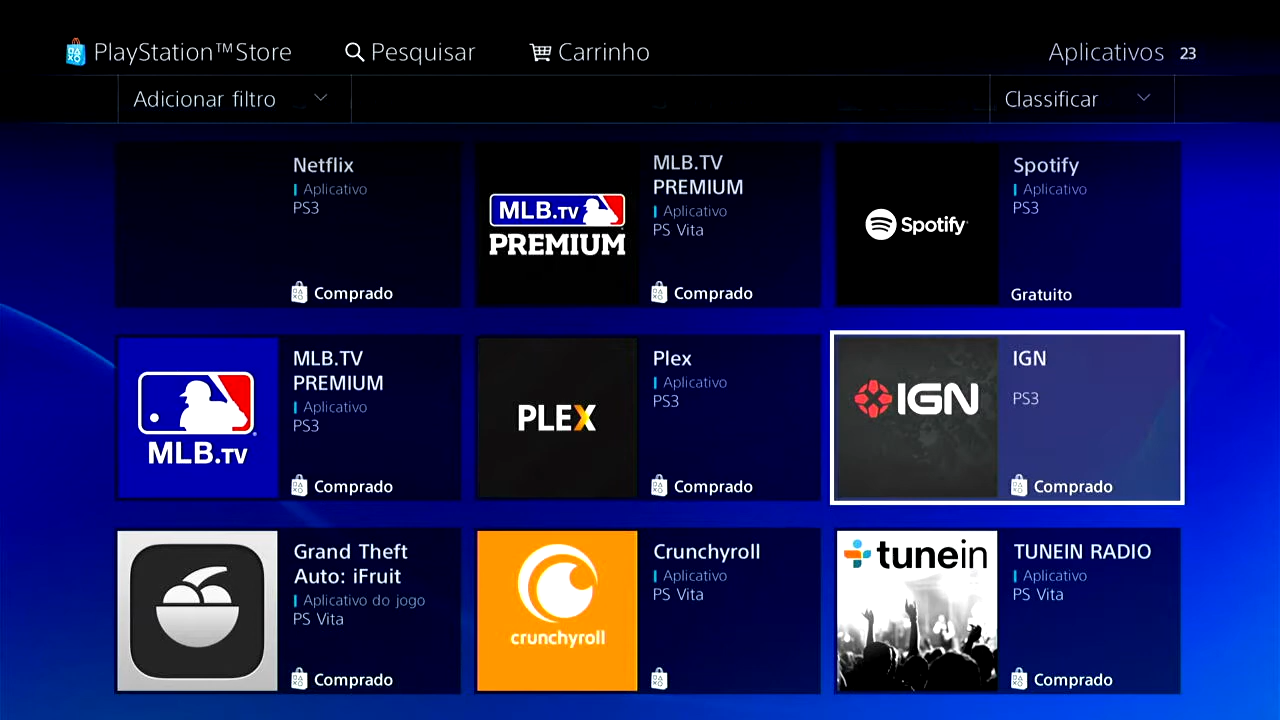 PlayStation™Store
Pesquisar
Carrinho
Aplicativos 23
Adicionar filtro
Classificar
Netflix
Aplicativo
PS3
Comprado
MLB.TV
PREMIUM
MLB.TV
PREMIUM
Aplicativo
PS Vita
Comprado
Spotify
Spotify
Aplicativo
PS3
Gratuito
MLB.TV
MLB.TV
PREMIUM
Aplicativo
PS3
Comprado
PLEX
Plex
Aplicativo
PS3
Comprado
IGN
IGN
PS3
Comprado
Grand Theft
Auto: iFruit
Aplicativo do jogo
PS Vita
Comprado
crunchyroll
Crunchyroll
Aplicativo
PS Vita
tunein
TUNEIN RADIO
Aplicativo
PS Vita
Comprado